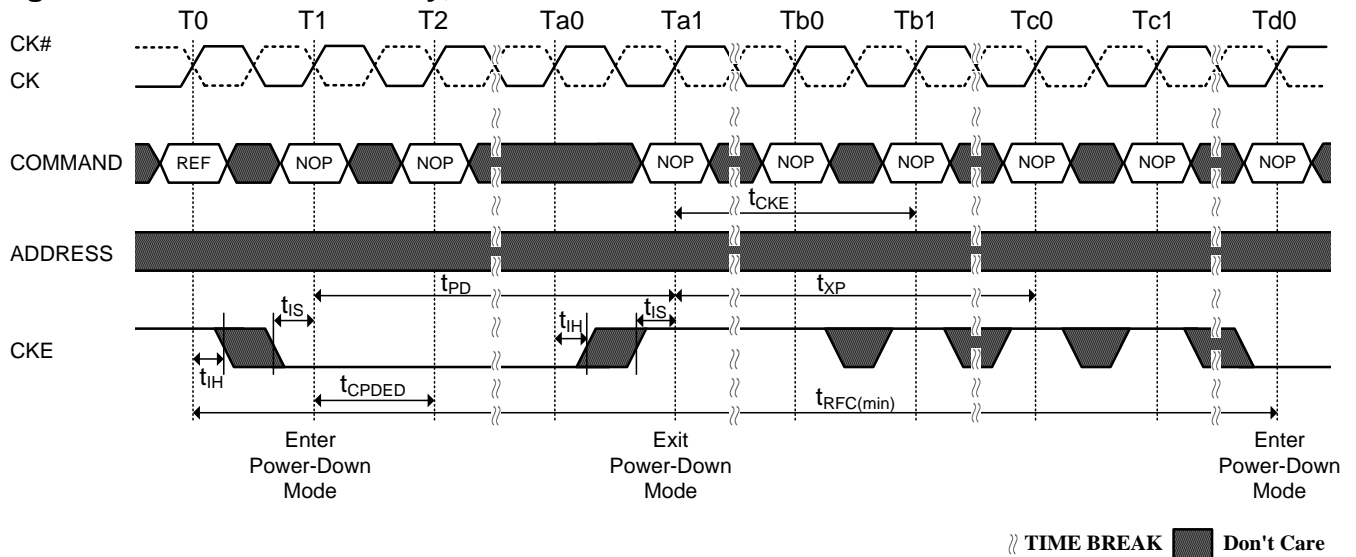 T0 T1 T2 Ta0 Ta1 Tb0 Tb1 Tc0 Tc1 Td0
CK#
CK
COMMAND REF NOP NOP NOP NOP NOP NOP NOP NOP
tCKE
ADDRESS
tPD tXP
tIS tIH tIS
CKE
tIH
tCPDED
tRFC(min)
Enter
Power-Down
Mode
Exit
Power-Down
Mode
Enter
Power-Down
Mode
TIME BREAK Don't Care